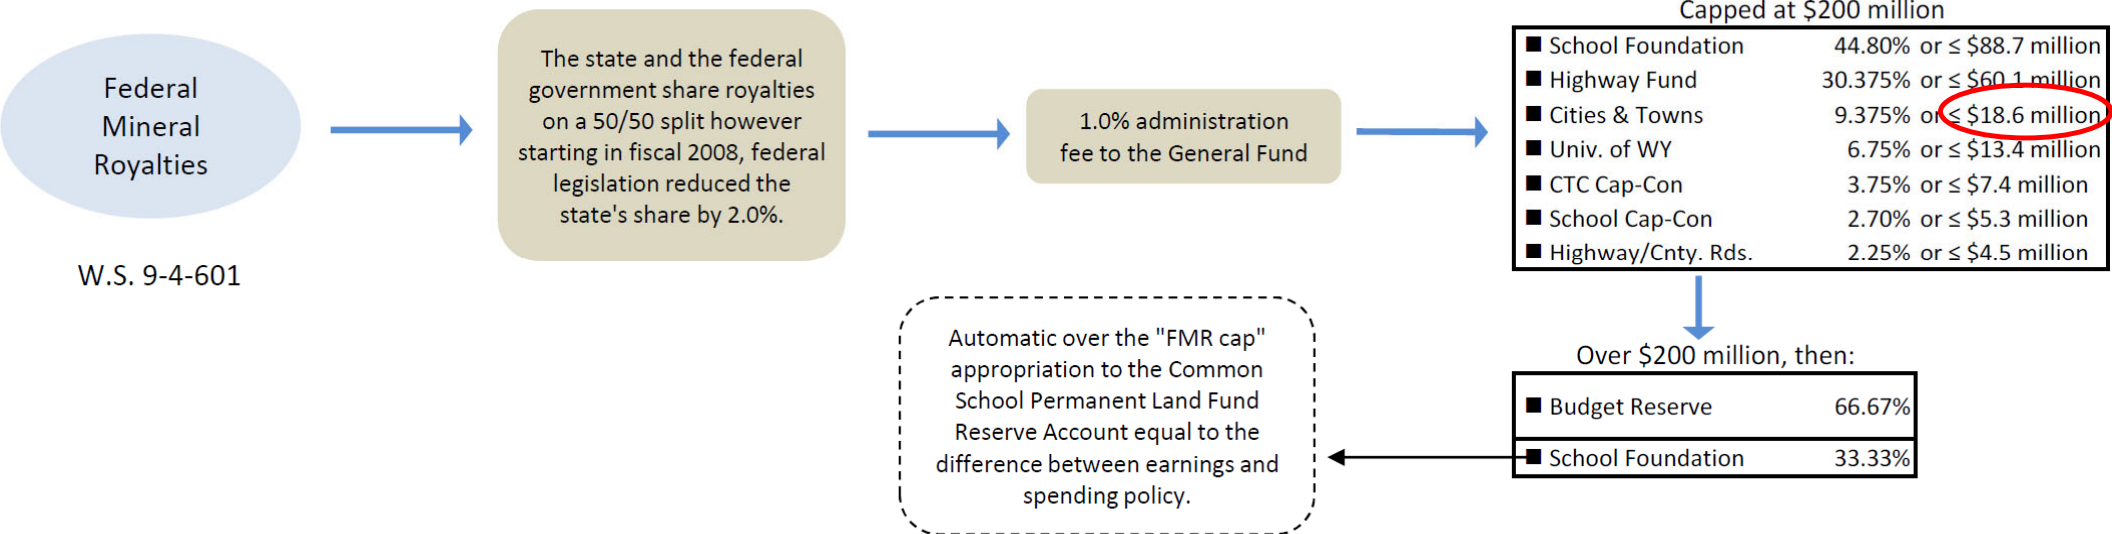 Federal
Mineral
Royalties
W.S. 9-4-601
The state and the federal
government share royalties
on a 50/50 split however
starting in fiscal 2008, federal
legislation reduced the
state's share by 2.0%.
1.0% administration
fee to the General Fund
Capped at $200 million
■ School Foundation 44.80% or ≤ $88.7 million
■ Highway Fund 30.375% or ≤ $60.1 million
■ Cities & Towns 9.375% or ≤ $18.6 million
■ Univ. of WY 6.75% or ≤ $13.4 million
■ CTC Cap-Con 3.75% or ≤ $7.4 million
■ School Cap-Con 2.70% or ≤ $5.3 million
■ Highway/Cnty. Rds. 2.25% or ≤ $4.5 million
Over $200 million, then:
■ Budget Reserve 66.67%
■ School Foundation 33.33%
Automatic over the "FMR cap"
appropriation to the Common
School Permanent Land Fund
Reserve Account equal to the
difference between earnings and
spending policy.